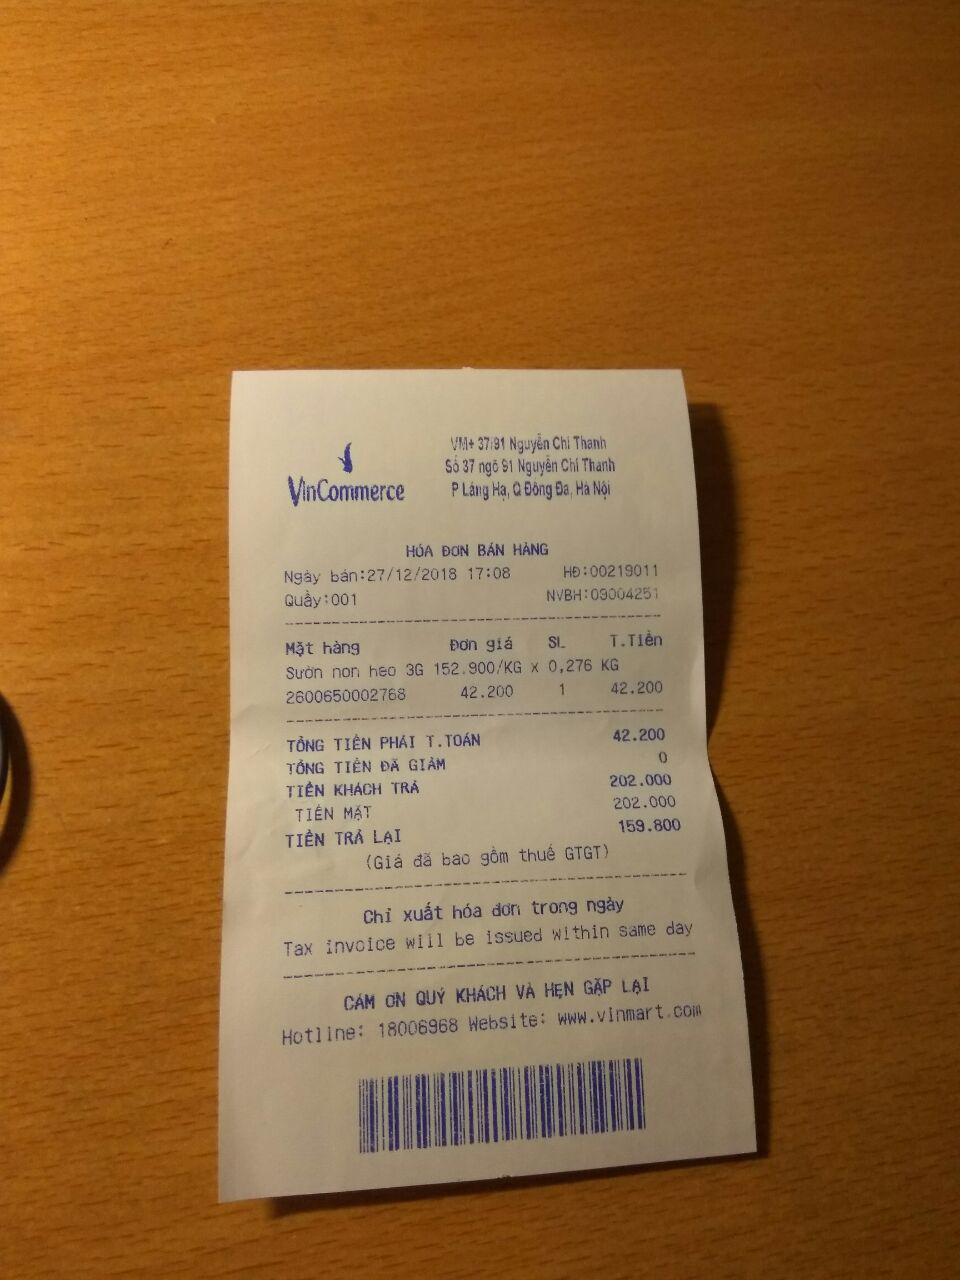 VinCommerce
VM+ 37/91 Nguyễn Chí Thanh
Số 37 ngõ 91 Nguyễn Chí Thanh
P Láng Hạ, Q Đống Đa, Hà Nội
HÓA ĐƠN BÁN HÀNG
Ngày bán:27/12/2018 17:08 HĐ:00219011
Quầy:001 NVBH:09004251
Mặt hàng Đơn giá SL T.Tiền
Sườn non heo 3G 152.900/KG x 0,276 KG
2600650002768 42.200 1 42.200
TỔNG TIỀN PHẢI T.TOÁN 42.200
TỔNG TIỀN ĐÃ GIẢM 0
TIỀN KHÁCH TRẢ 202.000
TIỀN MẶT 202.000
TIỀN TRẢ LẠI 159.800
(Giá đã bao gồm thuế GTGT)
Chỉ xuất hóa đơn trong ngày
Tax invoice will be issued within same day
CẢM ƠN QUÝ KHÁCH VÀ HẸN GẶP LẠI
Hotline: 18006968 Website: www.vinmart.com